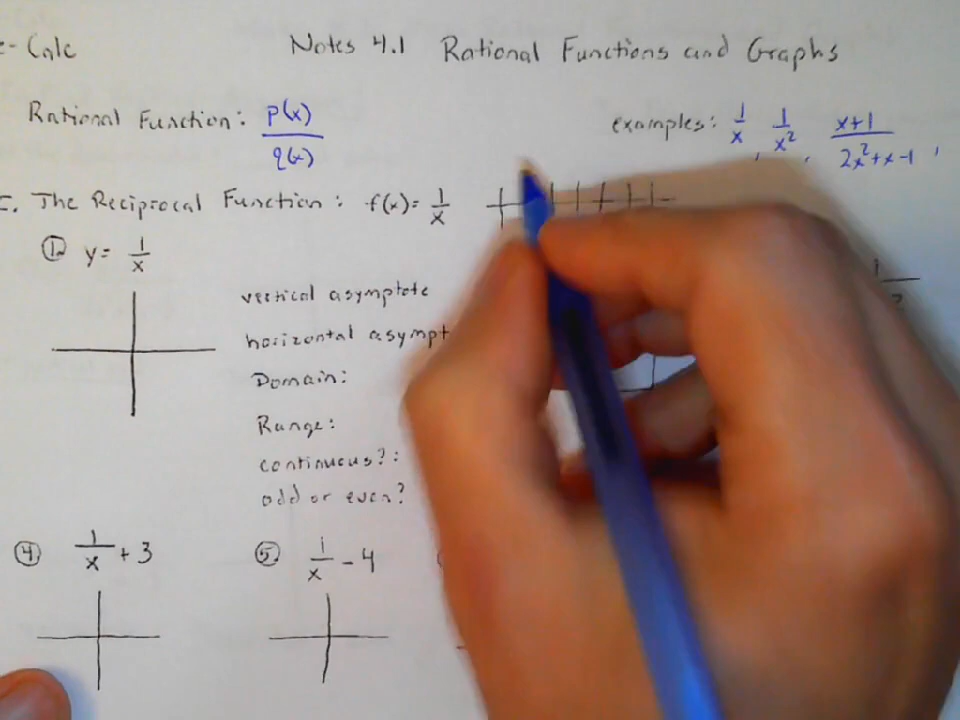 e-Calc Notes 4.1 Rational Functions and Graphs
Rational Function: p(x)/q(x) examples: 1/x, 1/x², x+1/2x²+x-1,
I. The Reciprocal Function: f(x)= 1/x
① y= 1/x
vertical asymptote
horizontal asympt
Domain:
Range:
continuous?:
odd or even?
④ 1/x + 3 ⑤ 1/x - 4